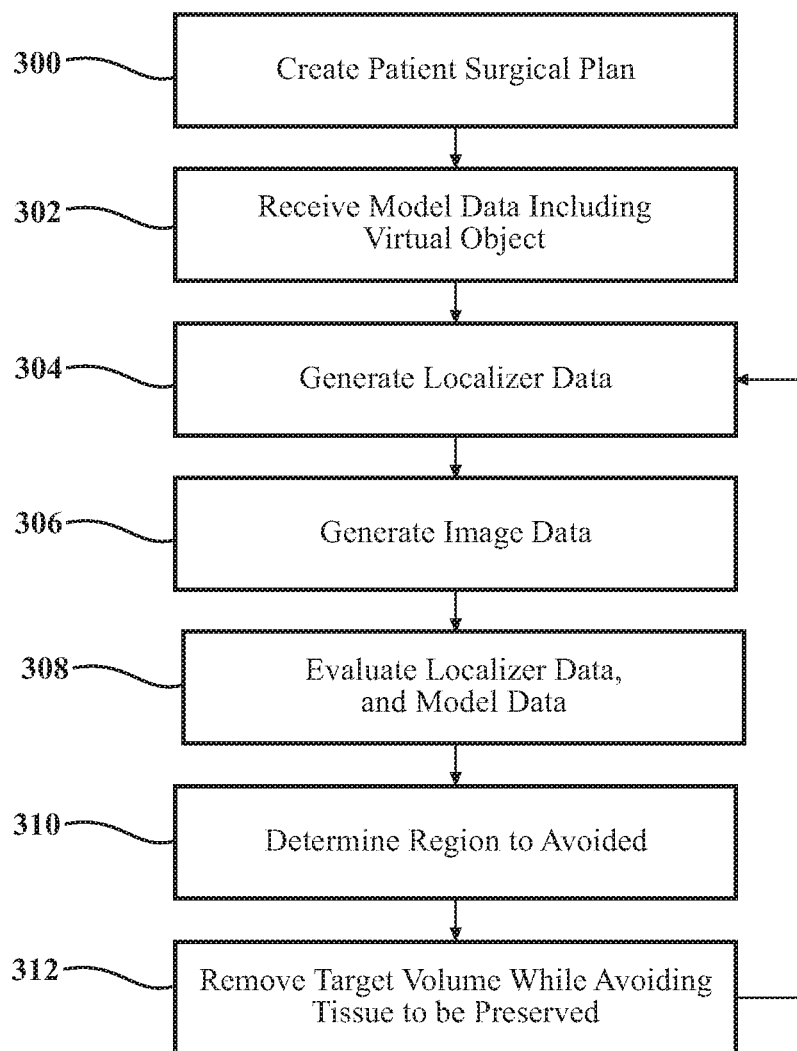 300
Create Patient Surgical Plan
302
Receive Model Data Including
Virtual Object
304
Generate Localizer Data
306
Generate Image Data
308
Evaluate Localizer Data,
and Model Data
310
Determine Region to Avoided
312
Remove Target Volume While Avoiding
Tissue to be Preserved